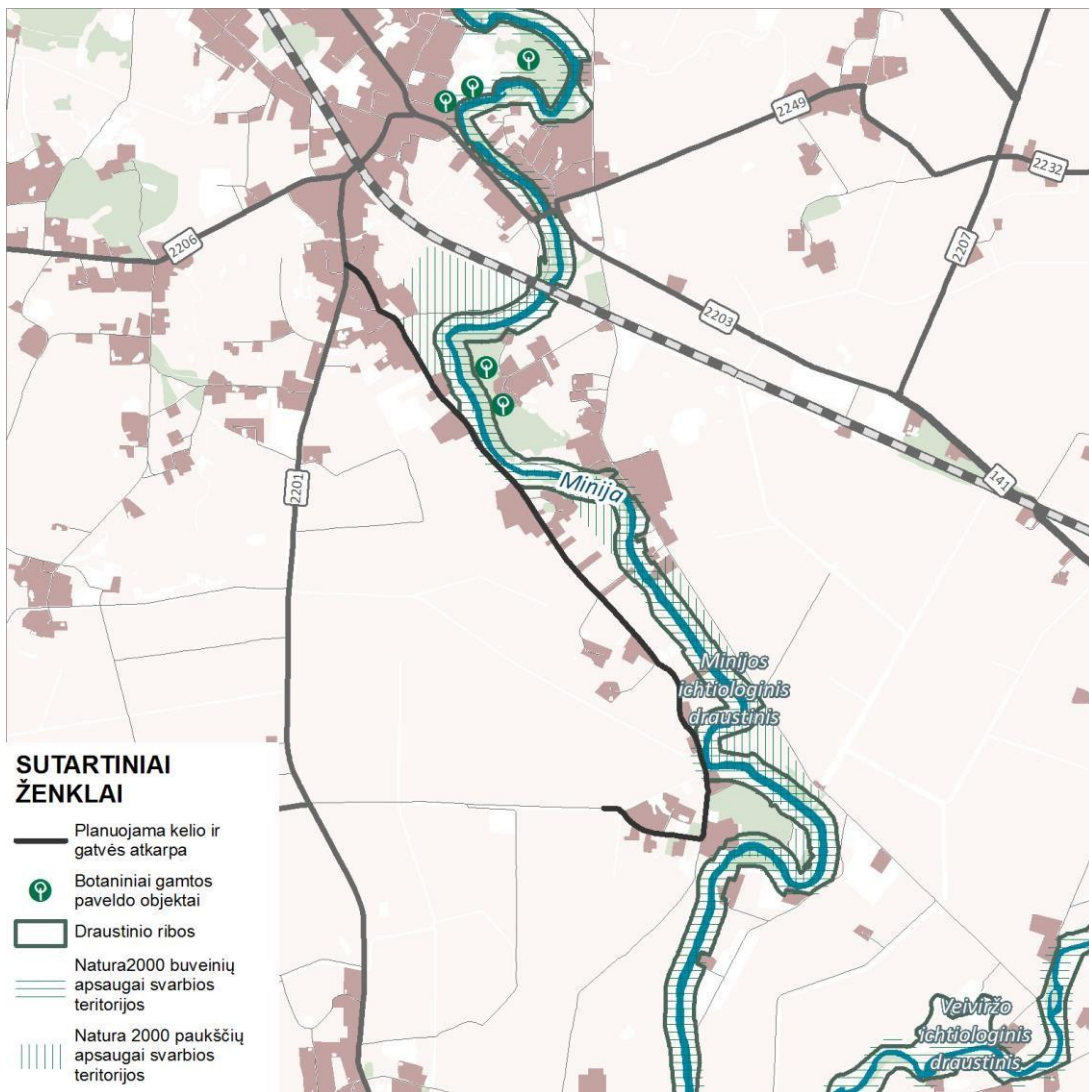 2249
2232
2206
2207
2203
2201
141
Minija
Minijos
ichtiologinis
draustinis
SUTARTINIAI
ŽENKLAI
Planuojama kelio ir
gatvės atkarpa
Botaniniai gamtos
paveldo objektai
Draustinio ribos
Natura2000 buveinių
apsaugai svarbios
teritorijos
Natura 2000 paukščių
apsaugai svarbios
teritorijos
Veiviržo
ichtiologinis
draustinis